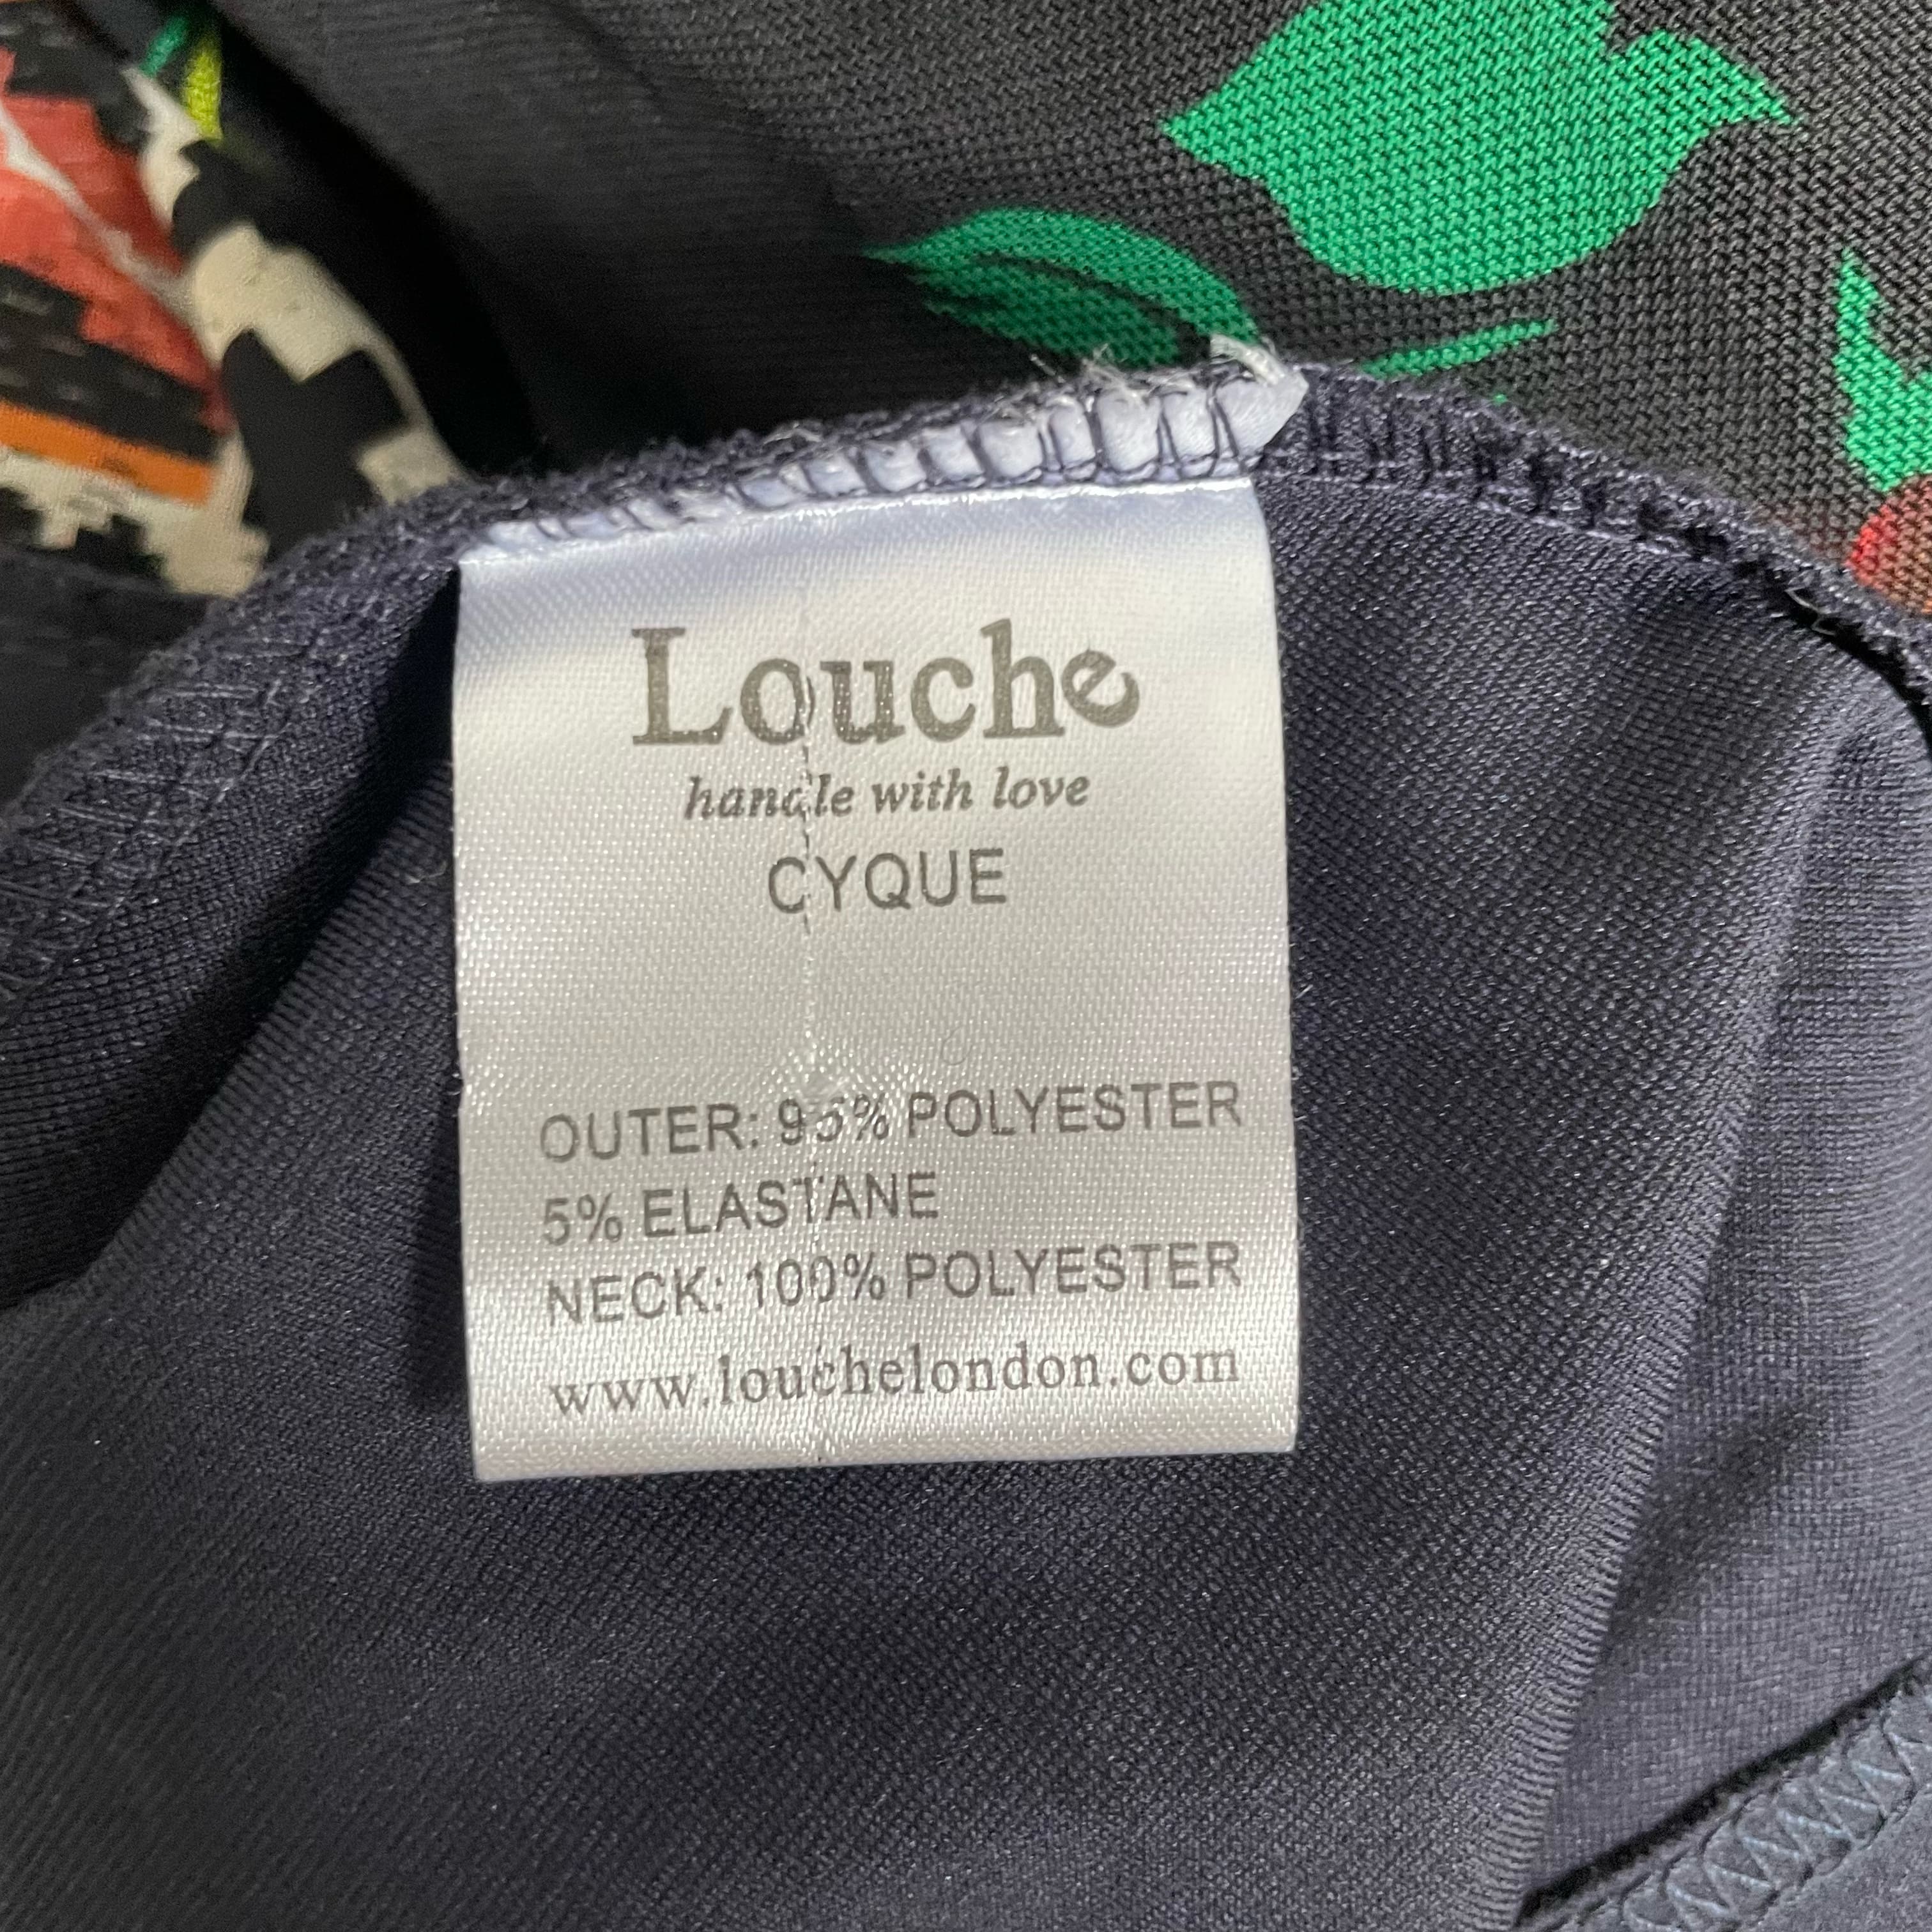 Louche
handle with love
CYQUE
OUTER: 95% POLYESTER
5% ELASTANE
NECK: 100% POLYESTER
www.louchelondon.com